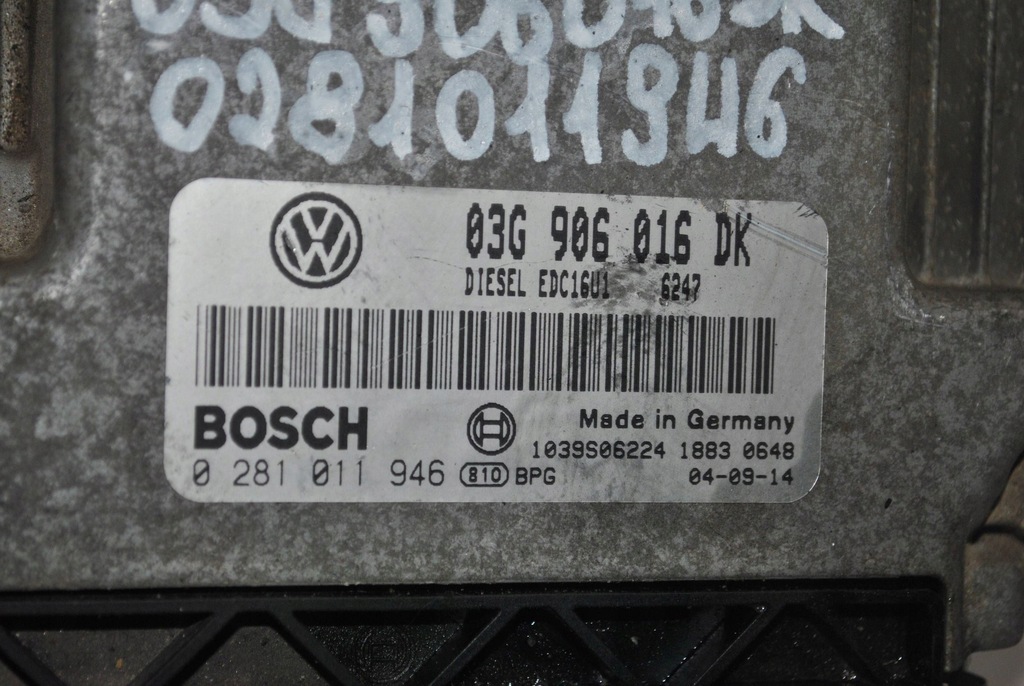 03G906016DK
0281011946
03G 906 016 DK
DIESEL EDC16U1 6247
BOSCH Made in Germany
1039S06224 1883 0648
0 281 011 946 810 BPG 04-09-14